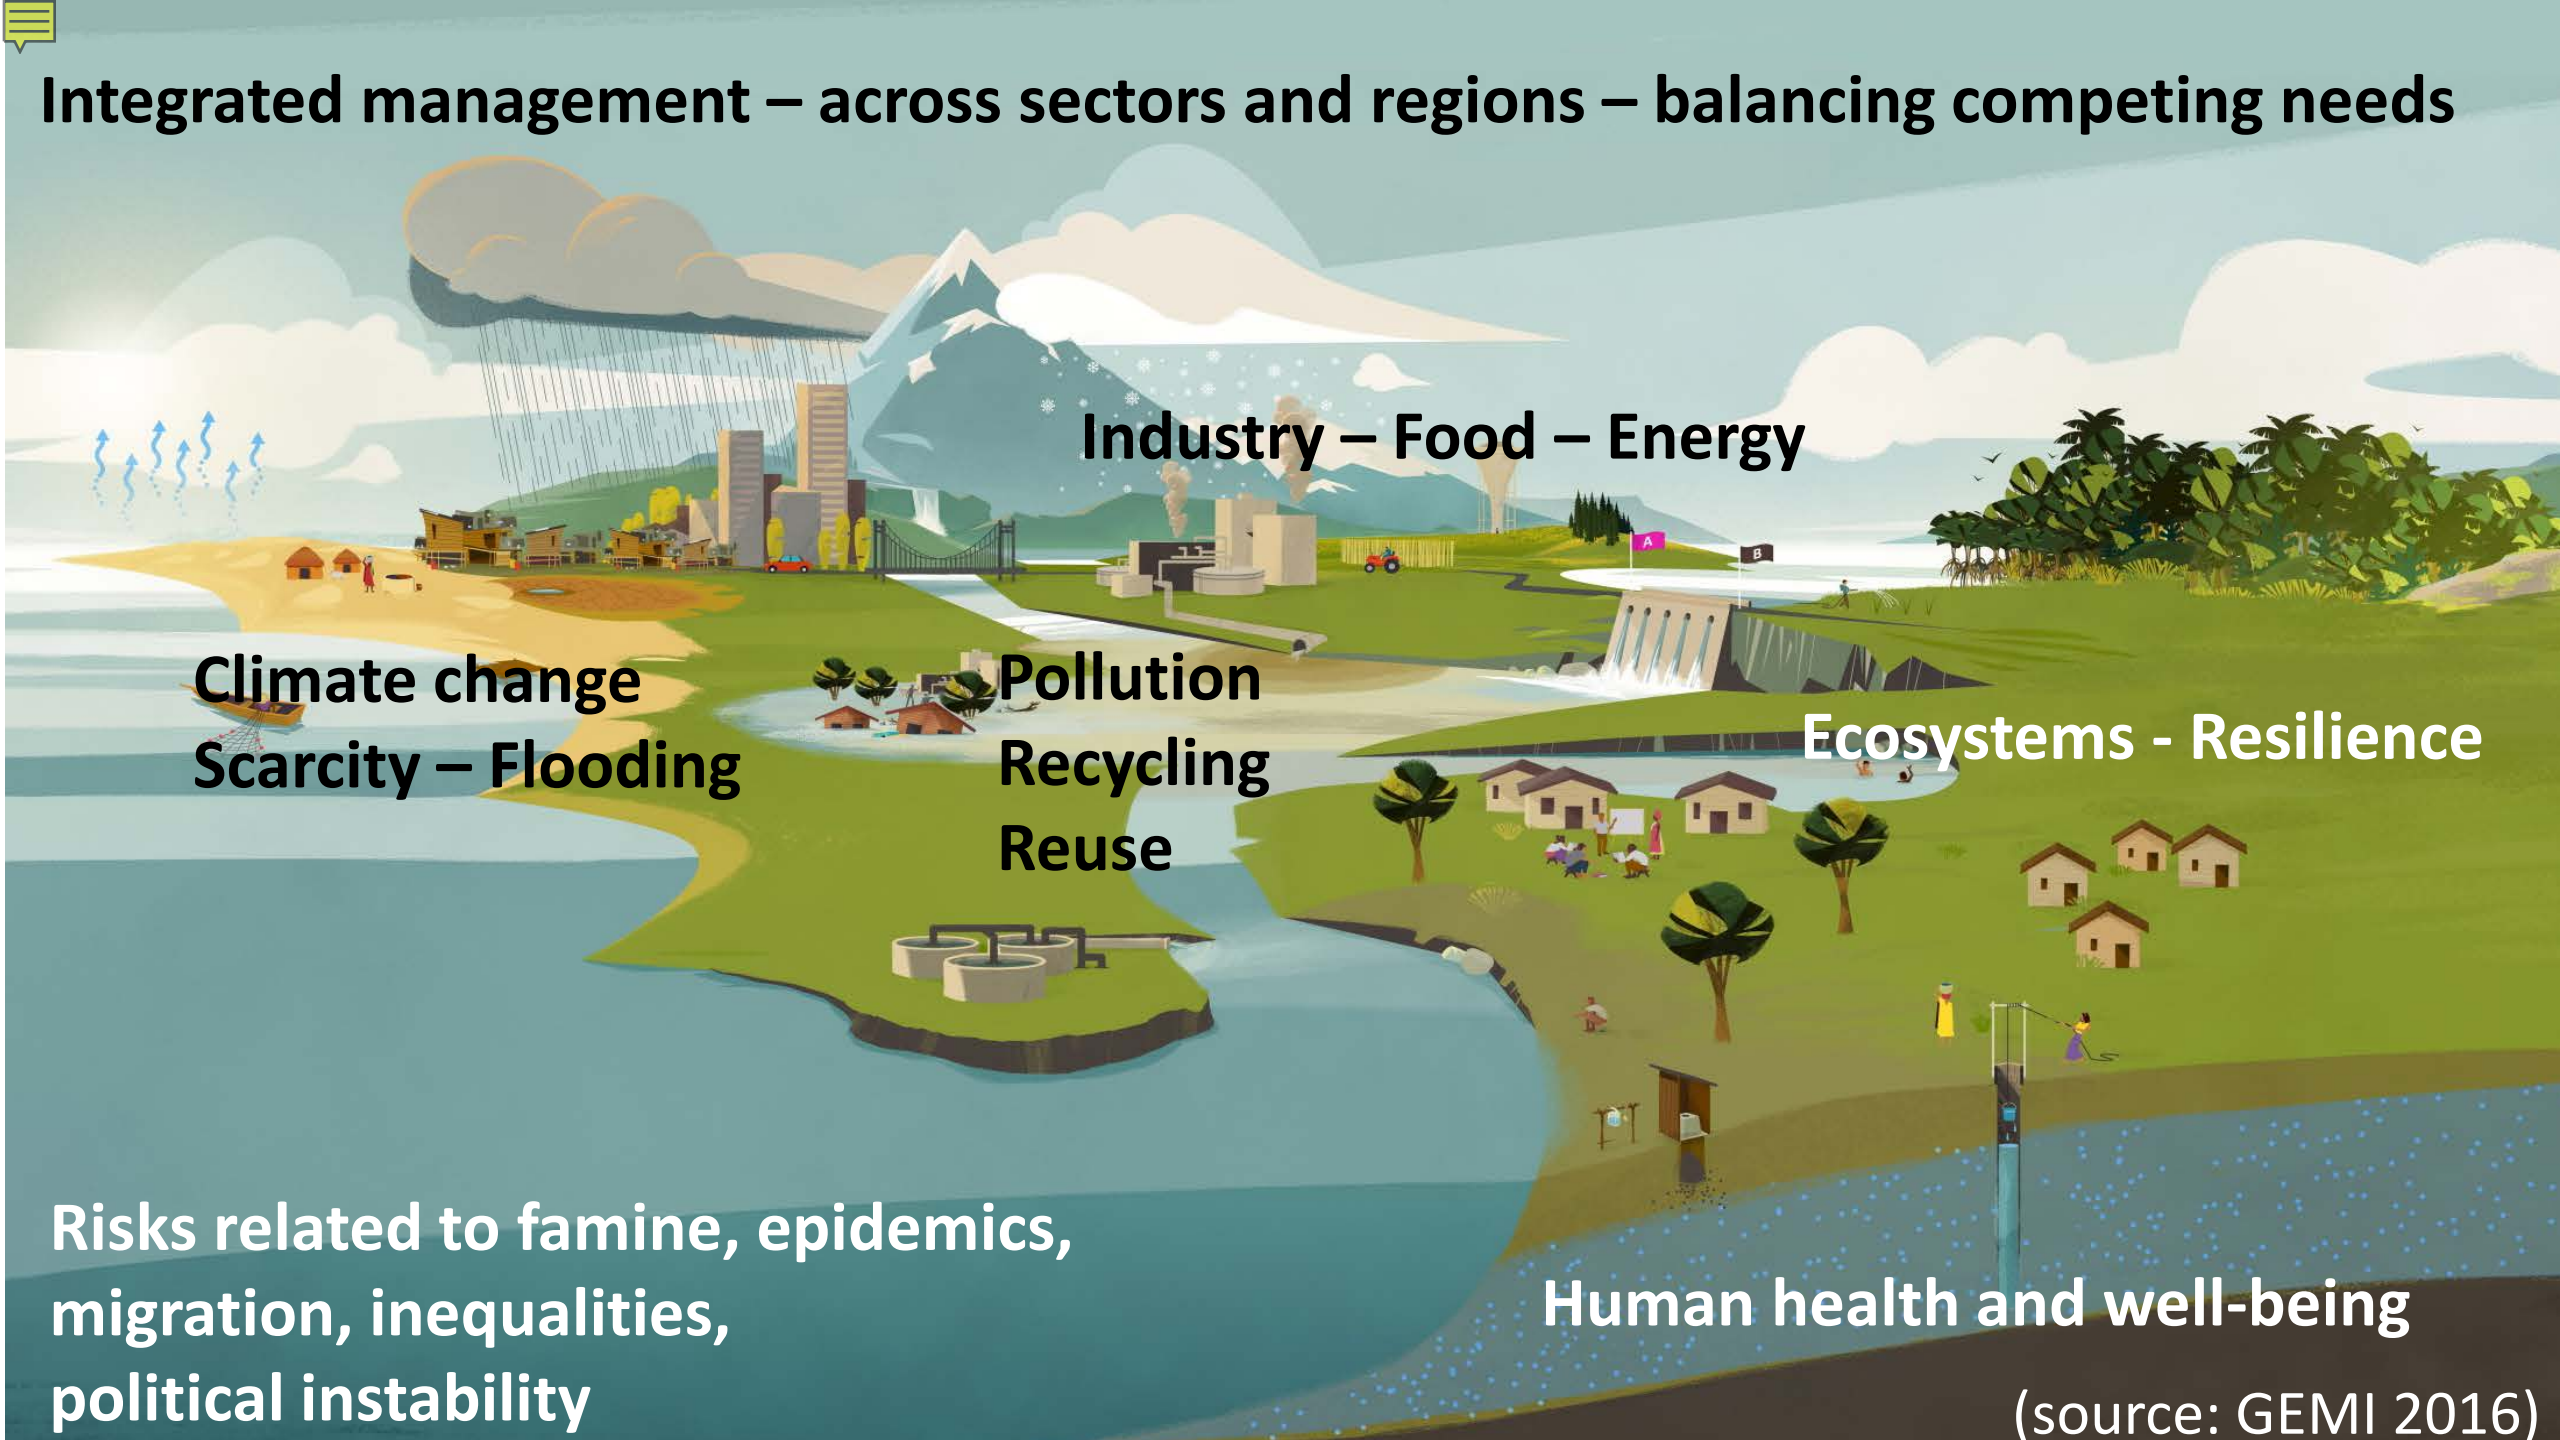 Integrated management – across sectors and regions – balancing competing needs
Industry – Food – Energy
A
B
Climate change
Scarcity – Flooding
Pollution
Recycling
Reuse
Ecosystems - Resilience
Risks related to famine, epidemics,
migration, inequalities,
political instability
Human health and well-being
(source: GEMI 2016)